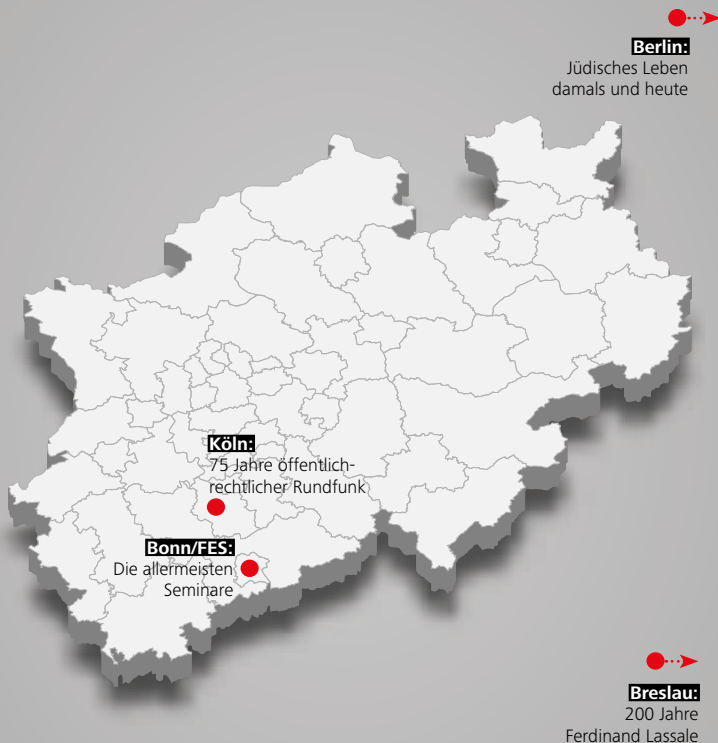 Berlin:
Jüdisches Leben
damals und heute
Köln:
75 Jahre öffentlich-
rechtlicher Rundfunk
Bonn/FES:
Die allermeisten
Seminare
Breslau:
200 Jahre
Ferdinand Lassale